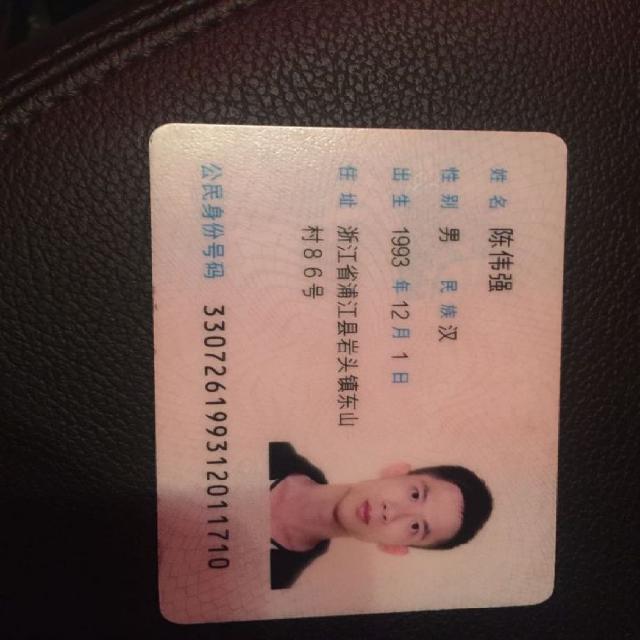 姓名 陈伟强
性别 男 民族 汉
出生 1993 年 12 月 1 日
住址 浙江省浦江县岩头镇东山
村86号
公民身份号码 330726199312011710